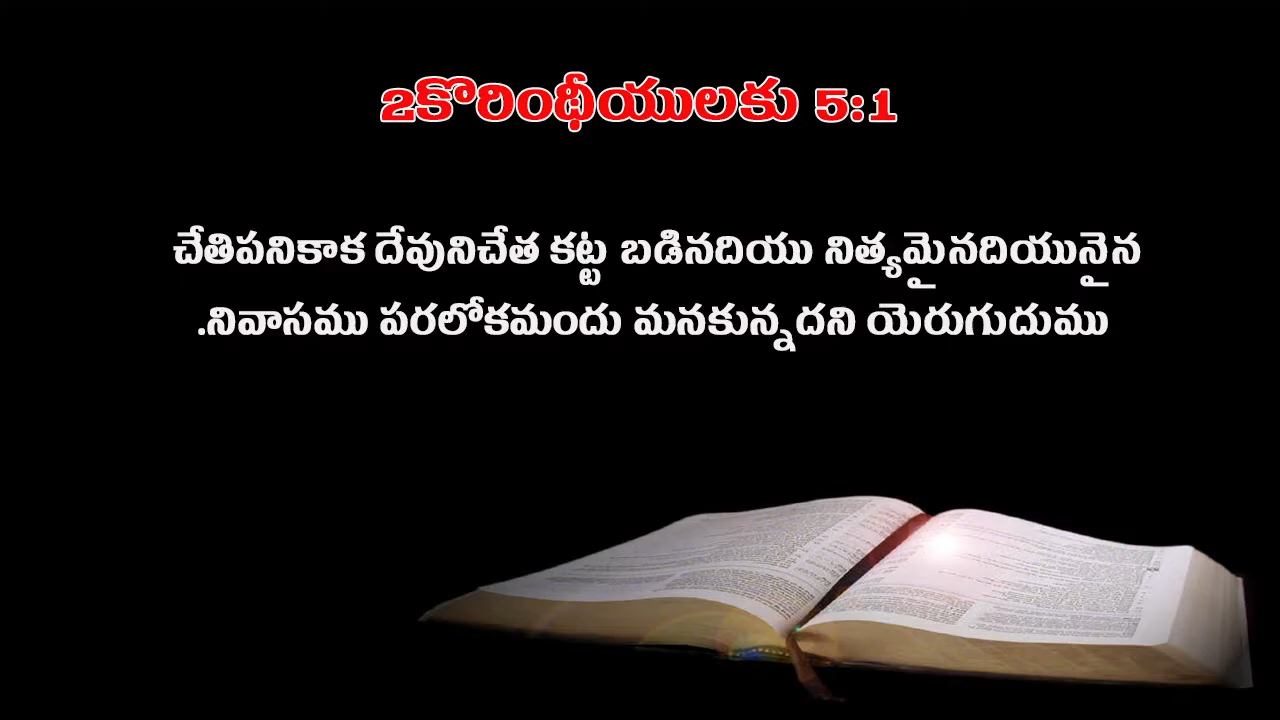 2కొరింథీయులకు 5:1
చేతిపనికాక దేవునిచేత కట్ట బడినదియు నిత్యమైనదియునైన
.నివాసము పరలోకమందు మనకున్నదని యెరుగుదుము